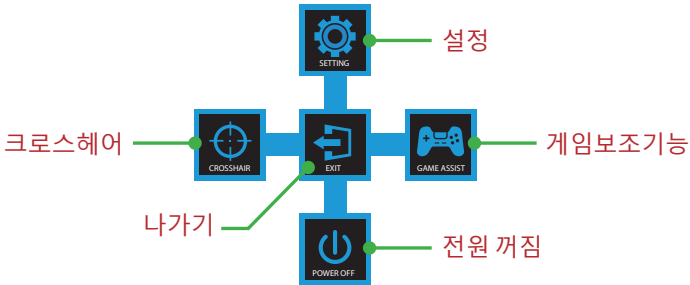 설정
SETTING
크로스헤어
CROSSHAIR
EXIT
GAME ASSIST
게임보조기능
나가기
POWER OFF
전원 꺼짐